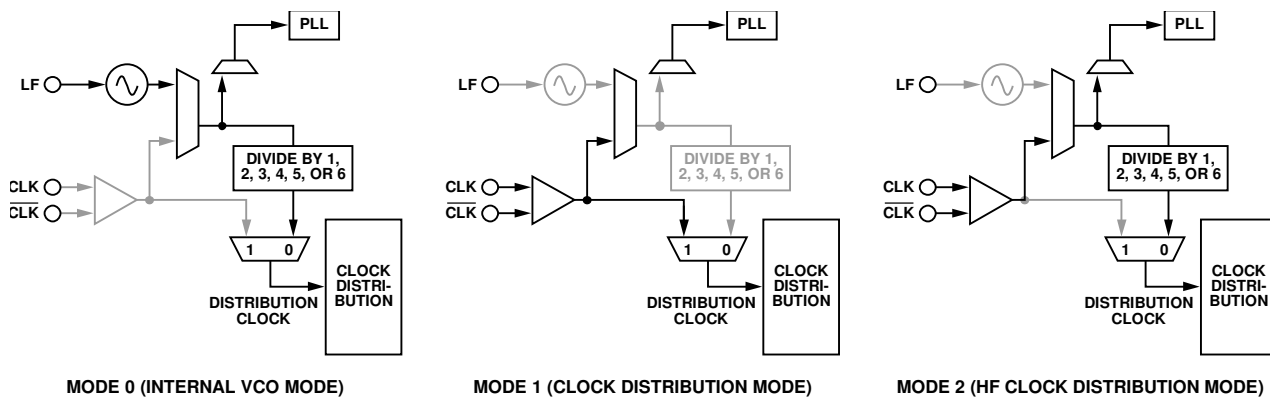 PLL
LF
DIVIDE BY 1,
2, 3, 4, 5, OR 6
CLK
CLK
1 0
CLOCK
DISTRI-
BUTION
DISTRIBUTION
CLOCK
MODE 0 (INTERNAL VCO MODE)
PLL
LF
DIVIDE BY 1,
2, 3, 4, 5, OR 6
CLK
CLK
1 0
CLOCK
DISTRI-
BUTION
DISTRIBUTION
CLOCK
MODE 1 (CLOCK DISTRIBUTION MODE)
PLL
LF
DIVIDE BY 1,
2, 3, 4, 5, OR 6
CLK
CLK
1 0
CLOCK
DISTRI-
BUTION
DISTRIBUTION
CLOCK
MODE 2 (HF CLOCK DISTRIBUTION MODE)